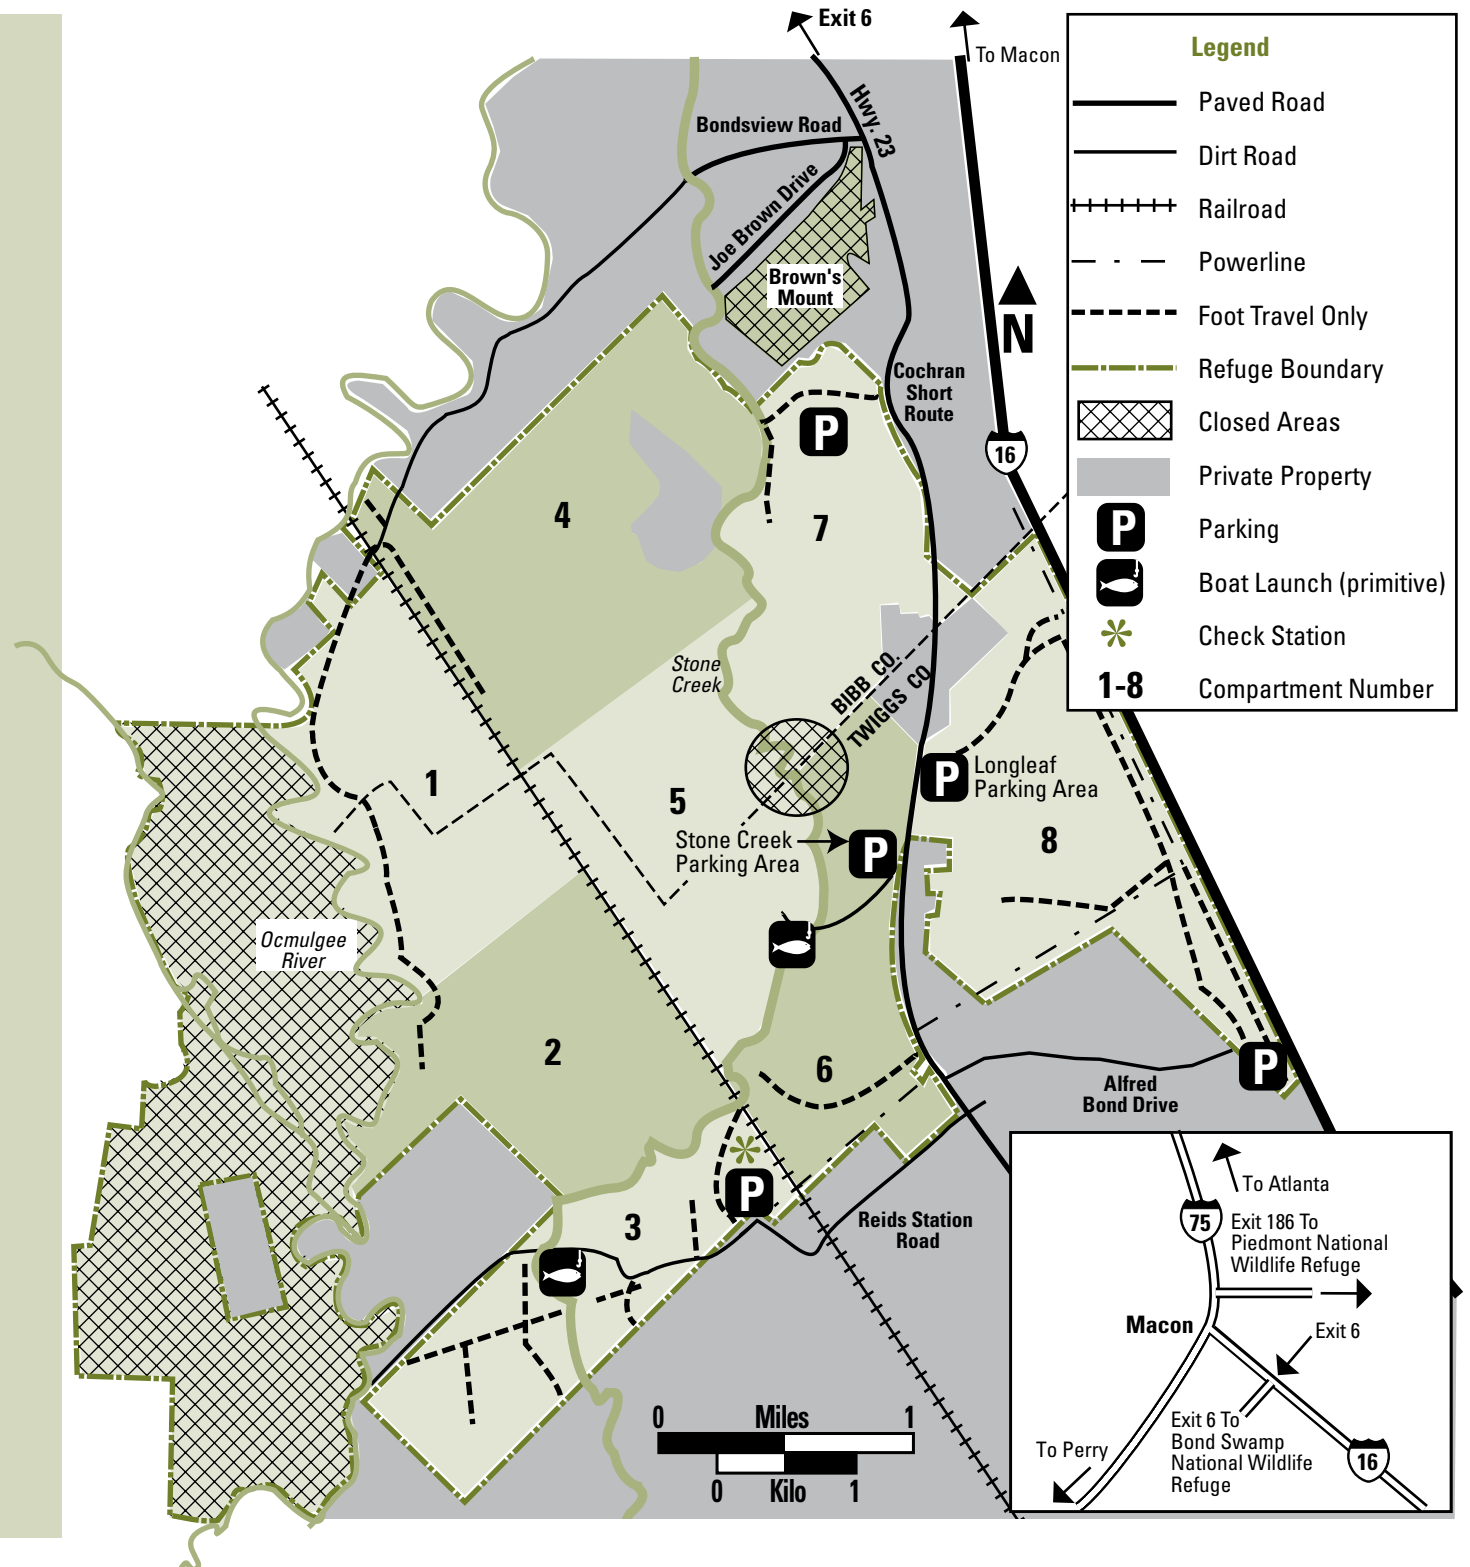 Exit 6
To Macon
Hwy. 23
Bondsview Road
Joe Brown Drive
Brown's
Mount
N
Cochran
Short
Route
16
P
4
7
Stone
Creek
BIBB CO.
TWIGGS CO
1
5
P
Longleaf
Parking Area
Stone Creek
Parking Area
P
8
Ocmulgee
River
2
6
P
Alfred
Bond Drive
P
3
Reids Station
Road
0 Miles 1
0 Kilo 1
Legend
Paved Road
Dirt Road
Railroad
Powerline
Foot Travel Only
Refuge Boundary
Closed Areas
Private Property
P Parking
Boat Launch (primitive)
Check Station
1-8 Compartment Number
To Atlanta
75
Exit 186 To
Piedmont National
Wildlife Refuge
Macon
Exit 6
Exit 6 To
Bond Swamp
National Wildlife
Refuge
To Perry
16